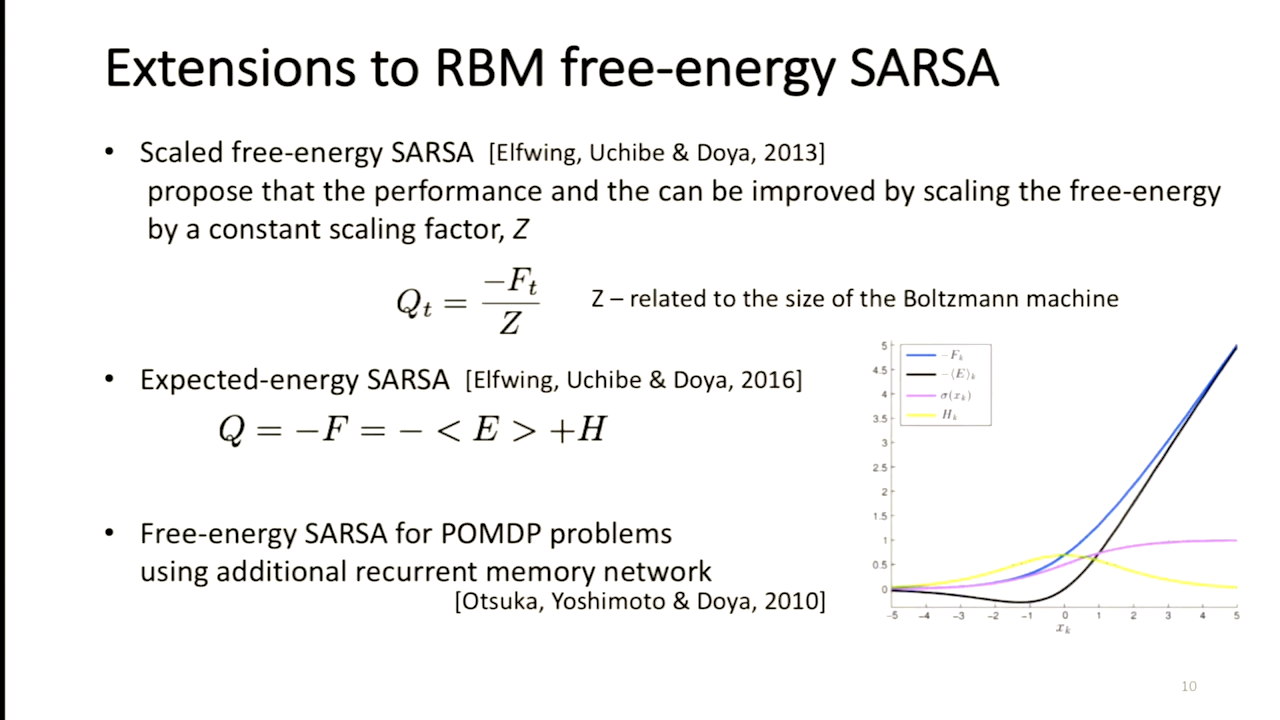 Extensions to RBM free-energy SARSA
• Scaled free-energy SARSA [Elfwing, Uchibe & Doya, 2013]
propose that the performance and the can be improved by scaling the free-energy
by a constant scaling factor, Z
Q_t = −F_t / Z
Z – related to the size of the Boltzmann machine
• Expected-energy SARSA [Elfwing, Uchibe & Doya, 2016]
Q = −F = − < E > +H
• Free-energy SARSA for POMDP problems
using additional recurrent memory network
[Otsuka, Yoshimoto & Doya, 2010]
−F_k
−⟨E⟩_k
σ(x_k)
H_k
5
4.5
4
3.5
3
2.5
2
1.5
1
0.5
0
−5 −4 −3 −2 −1 0 1 2 3 4 5
x_k
10